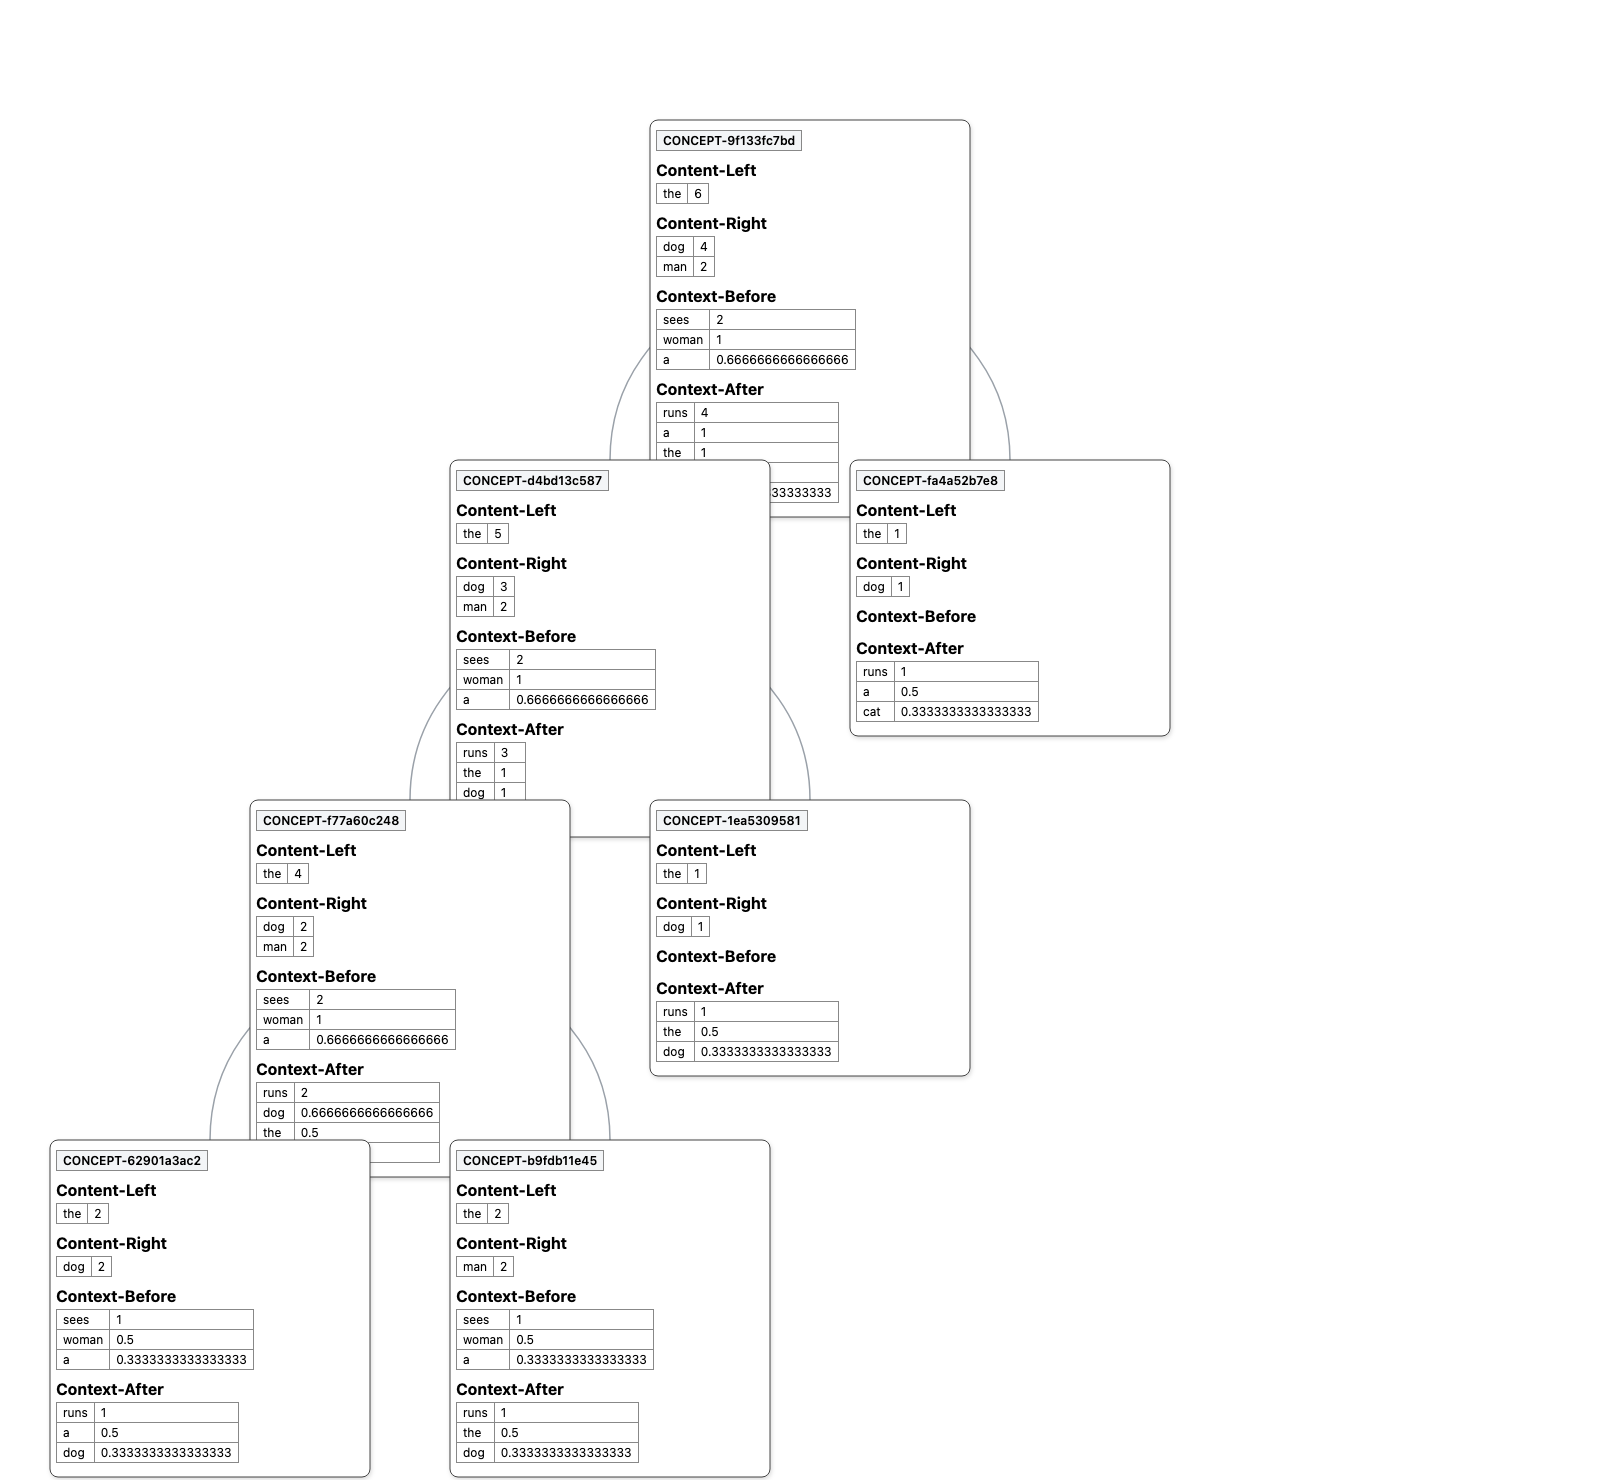 CONCEPT-9f133fc7bd
Content-Left
the 6
Content-Right
dog 4
man 2
Context-Before
sees 2
woman 1
a 0.6666666666666666
Context-After
runs 4
a 1
the 1
33333333
CONCEPT-d4bd13c587
Content-Left
the 5
Content-Right
dog 3
man 2
Context-Before
sees 2
woman 1
a 0.6666666666666666
Context-After
runs 3
the 1
dog 1
CONCEPT-fa4a52b7e8
Content-Left
the 1
Content-Right
dog 1
Context-Before
Context-After
runs 1
a 0.5
cat 0.3333333333333333
CONCEPT-f77a60c248
Content-Left
the 4
Content-Right
dog 2
man 2
Context-Before
sees 2
woman 1
a 0.6666666666666666
Context-After
runs 2
dog 0.6666666666666666
the 0.5
CONCEPT-1ea5309581
Content-Left
the 1
Content-Right
dog 1
Context-Before
Context-After
runs 1
the 0.5
dog 0.3333333333333333
CONCEPT-62901a3ac2
Content-Left
the 2
Content-Right
dog 2
Context-Before
sees 1
woman 0.5
a 0.3333333333333333
Context-After
runs 1
a 0.5
dog 0.3333333333333333
CONCEPT-b9fdb11e45
Content-Left
the 2
Content-Right
man 2
Context-Before
sees 1
woman 0.5
a 0.3333333333333333
Context-After
runs 1
the 0.5
dog 0.3333333333333333